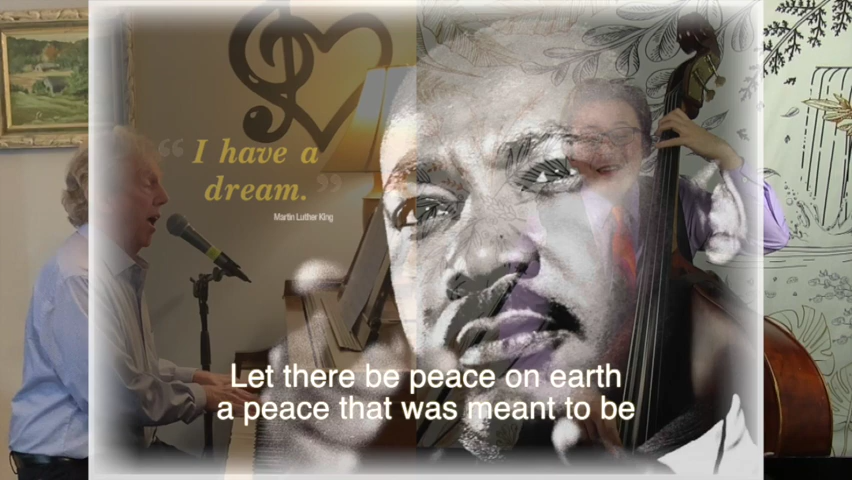 “ I have a
dream. ”
Martin Luther King
Let there be peace on earth
a peace that was meant to be